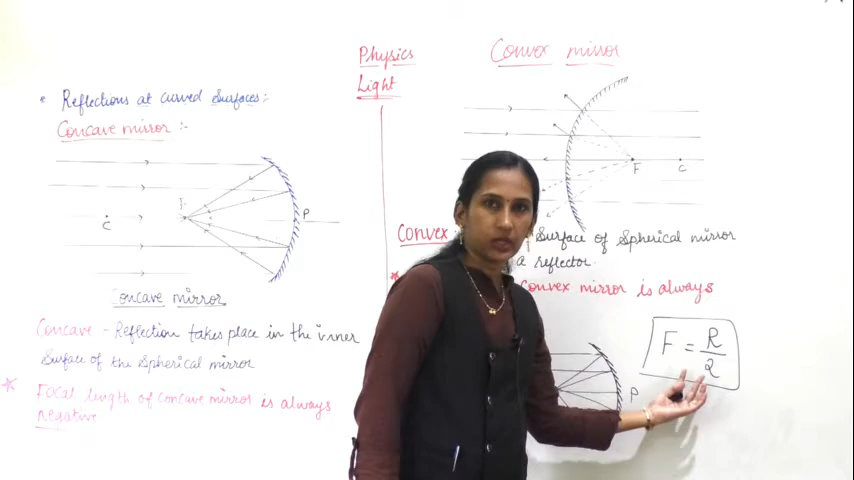 Physics
Light
• Reflections at curved Surfaces:
Concave mirror :-
F
C
P
Concave mirror
Concave - Reflection takes place in the inner
Surface of the Spherical mirror
Focal length of concave mirror is always
negative
Convex mirror
F
C
Convex
Surface of Spherical mirror
a reflector.
Convex mirror is always
P
F = R/2